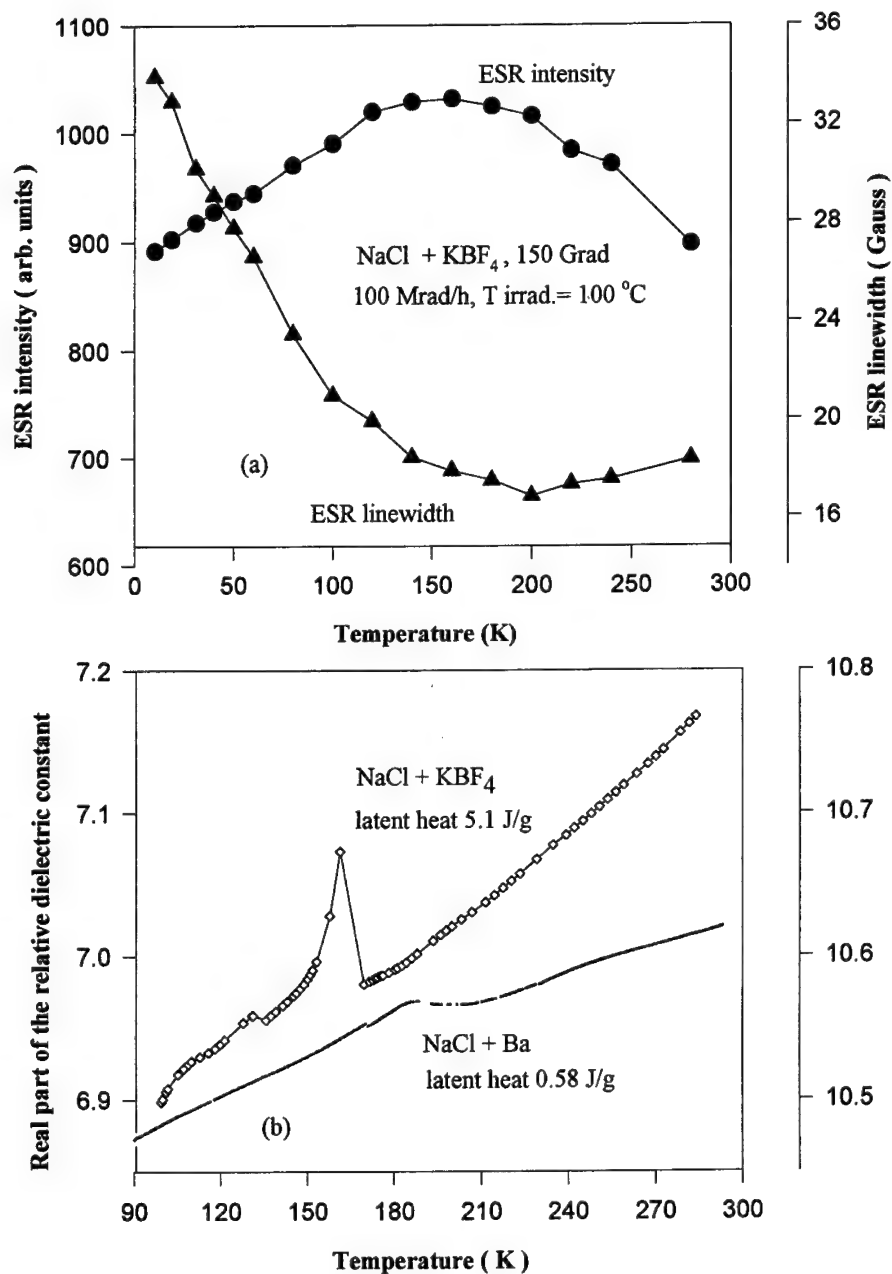 1100
1000
900
800
700
600
ESR intensity ( arb. units )
36
32
28
24
20
16
ESR linewidth ( Gauss )
ESR intensity
NaCl + KBF4 , 150 Grad
100 Mrad/h, T irrad.= 100 °C
(a)
ESR linewidth
0 50 100 150 200 250 300
Temperature (K)
7.2
7.1
7.0
6.9
Real part of the relative dielectric constant
10.8
10.7
10.6
10.5
NaCl + KBF4
latent heat 5.1 J/g
NaCl + Ba
latent heat 0.58 J/g
(b)
90 120 150 180 210 240 270 300
Temperature ( K )